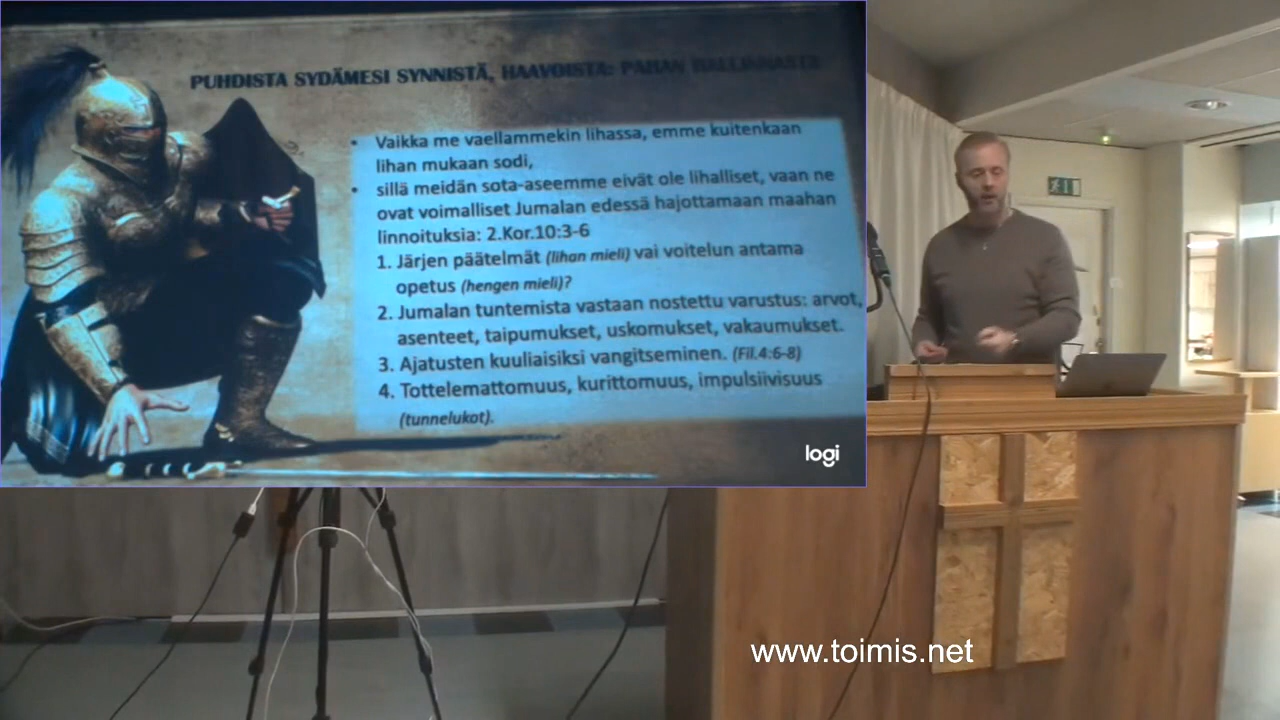 PUHDISTA SYDÄMESI SYNNISTÄ, HAAVOISTA: PAHAN HALLINNASTA
• Vaikka me vaellammekin lihassa, emme kuitenkaan
lihan mukaan sodi,
• sillä meidän sota-aseemme eivät ole lihalliset, vaan ne
ovat voimalliset Jumalan edessä hajottamaan maahan
linnoituksia: 2.Kor.10:3-6
1. Järjen päätelmät (lihan mieli) vai voitelun antama
opetus (hengen mieli)?
2. Jumalan tuntemista vastaan nostettu varustus: arvot,
asenteet, taipumukset, uskomukset, vakaumukset.
3. Ajatusten kuuliaisiksi vangitseminen. (Fil.4:6-8)
4. Tottelemattomuus, kurittomuus, impulsiivisuus
(tunnelukot).
logi
www.toimis.net